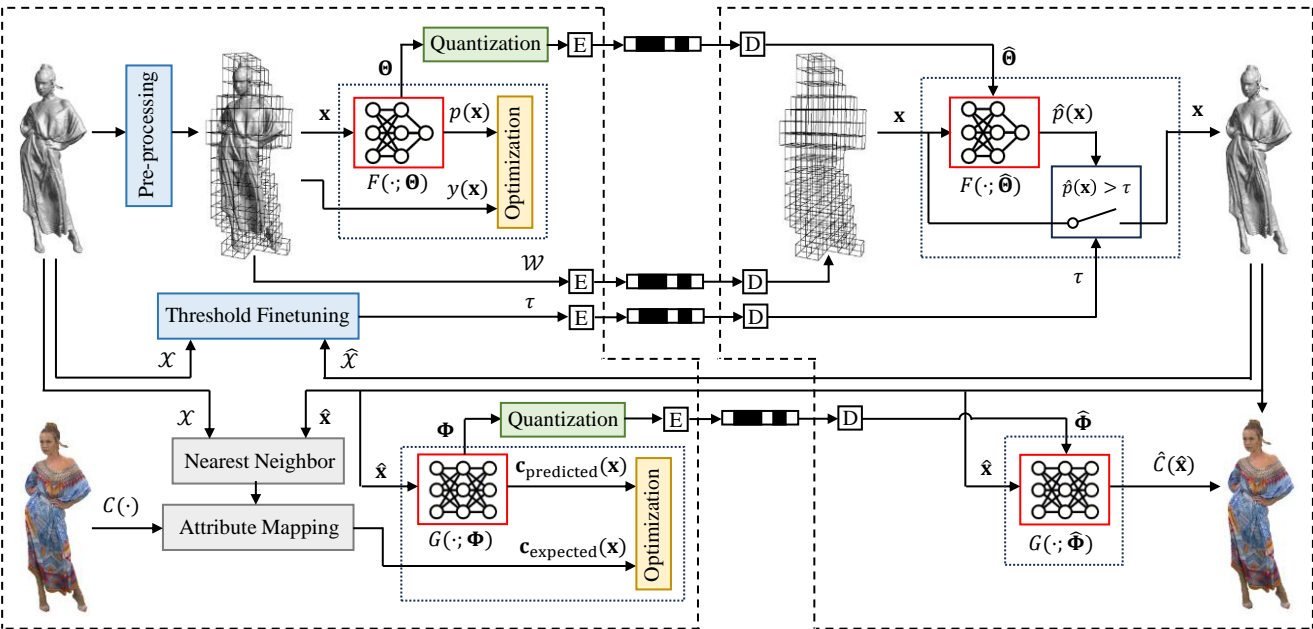 Quantization
E
D
Θ
Θ̂
Pre-processing
x
p(x)
y(x)
F(·; Θ)
Optimization
x
p̂(x)
x
F(·; Θ̂)
p̂(x) > τ
𝒲
E
D
Threshold Finetuning
τ
E
D
τ
𝒳
𝒳̂
𝒳
x̂
Nearest Neighbor
C(·)
Attribute Mapping
Φ
Quantization
E
D
Φ̂
x̂
c_predicted(x)
G(·; Φ)
c_expected(x)
Optimization
x̂
Ĉ(x̂)
G(·; Φ̂)